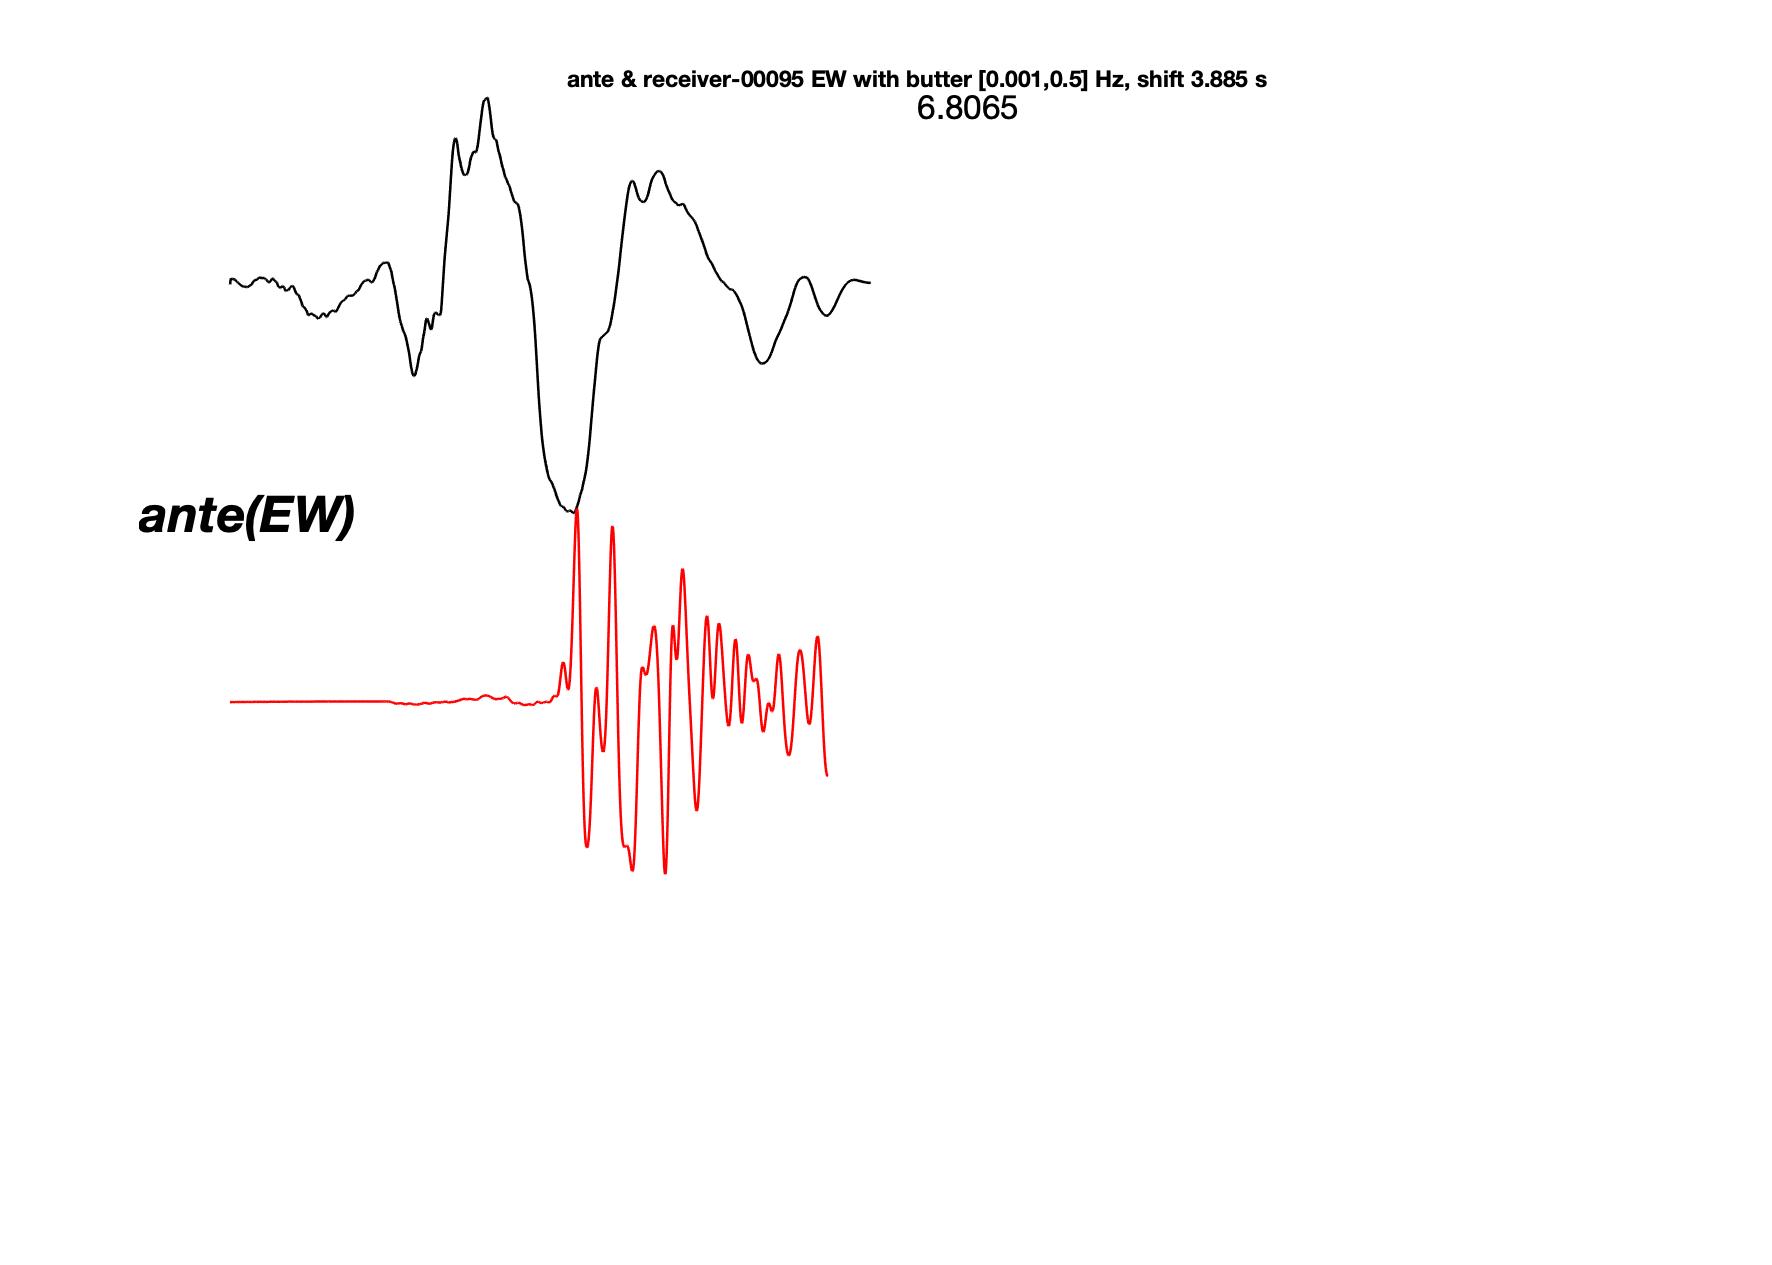 ante & receiver-00095 EW with butter [0.001,0.5] Hz, shift 3.885 s
6.8065
ante(EW)